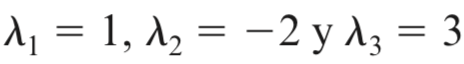 λ₁ = 1, λ₂ = −2 y λ₃ = 3